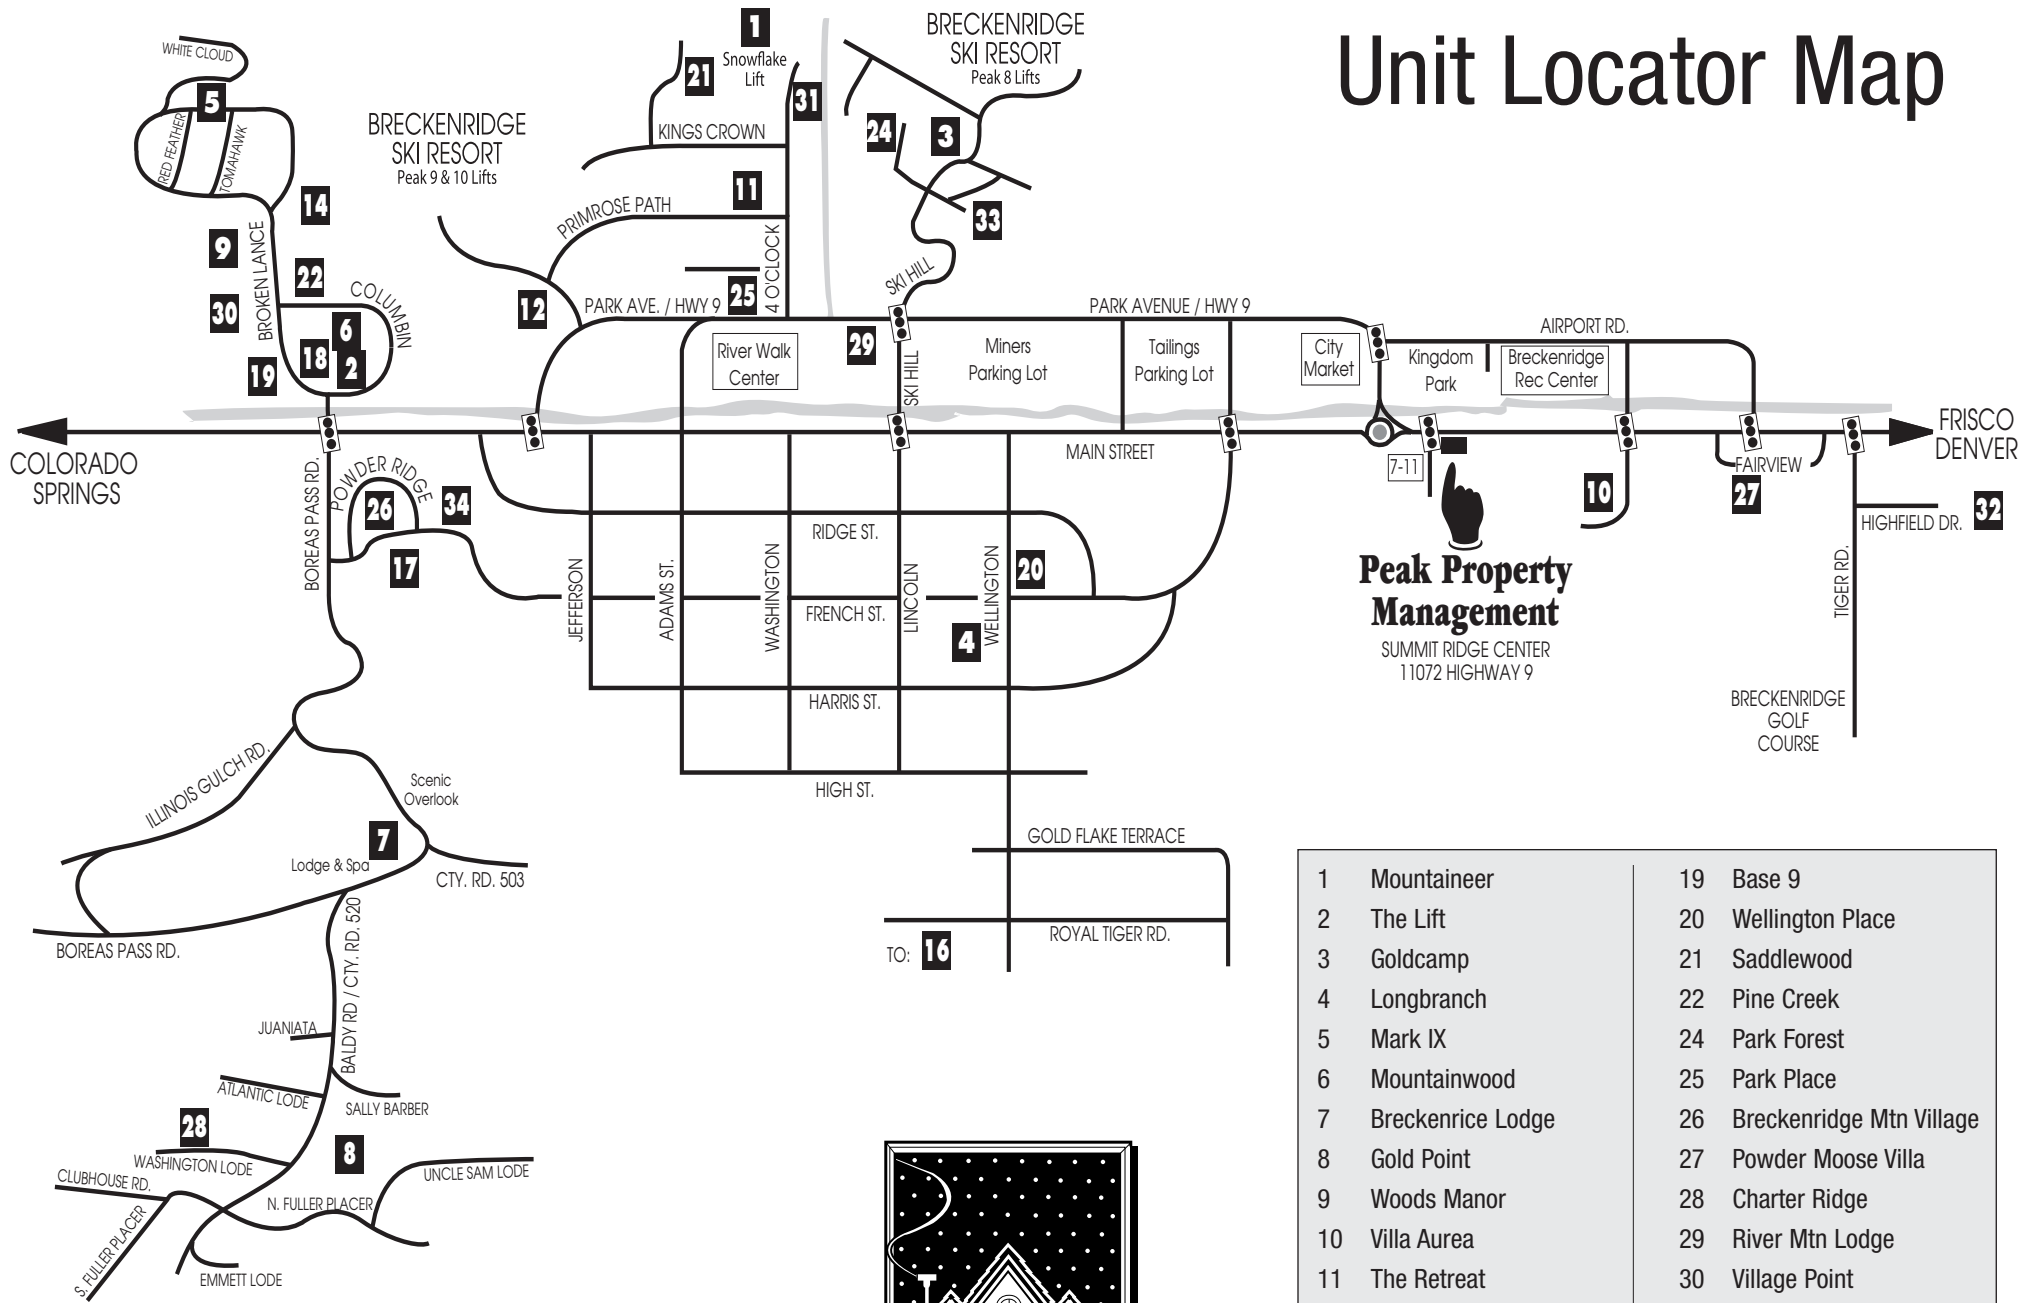 Unit Locator Map
WHITE CLOUD
5
RED FEATHER
TOMAHAWK
14
9
BROKEN LANCE
22
COLUMBIN
30
6
18
2
19
BRECKENRIDGE
SKI RESORT
Peak 9 & 10 Lifts
12
1
Snowflake
Lift
21
31
KINGS CROWN
11
PRIMROSE PATH
4 O'CLOCK
25
PARK AVE. / HWY 9
BRECKENRIDGE
SKI RESORT
Peak 8 Lifts
24
3
33
SKI HILL
PARK AVENUE / HWY 9
29
SKI HILL
River Walk
Center
Miners
Parking Lot
Tailings
Parking Lot
City
Market
Kingdom
Park
AIRPORT RD.
Breckenridge
Rec Center
COLORADO
SPRINGS
FRISCO
DENVER
MAIN STREET
7-11
FAIRVIEW
10
27
HIGHFIELD DR.
32
TIGER RD.
BRECKENRIDGE
GOLF
COURSE
Peak Property
Management
SUMMIT RIDGE CENTER
11072 HIGHWAY 9
BOREAS PASS RD.
POWDER RIDGE
26
34
17
RIDGE ST.
JEFFERSON
ADAMS ST.
WASHINGTON
LINCOLN
WELLINGTON
20
FRENCH ST.
4
HARRIS ST.
HIGH ST.
GOLD FLAKE TERRACE
ROYAL TIGER RD.
TO: 16
ILLINOIS GULCH RD.
Scenic
Overlook
7
Lodge & Spa
CTY. RD. 503
BOREAS PASS RD.
BALDY RD / CTY. RD. 520
JUANIATA
ATLANTIC LODE
SALLY BARBER
28
WASHINGTON LODE
8
CLUBHOUSE RD.
N. FULLER PLACER
UNCLE SAM LODE
S. FULLER PLACER
EMMETT LODE
1 Mountaineer
2 The Lift
3 Goldcamp
4 Longbranch
5 Mark IX
6 Mountainwood
7 Breckenrice Lodge
8 Gold Point
9 Woods Manor
10 Villa Aurea
11 The Retreat
19 Base 9
20 Wellington Place
21 Saddlewood
22 Pine Creek
24 Park Forest
25 Park Place
26 Breckenridge Mtn Village
27 Powder Moose Villa
28 Charter Ridge
29 River Mtn Lodge
30 Village Point